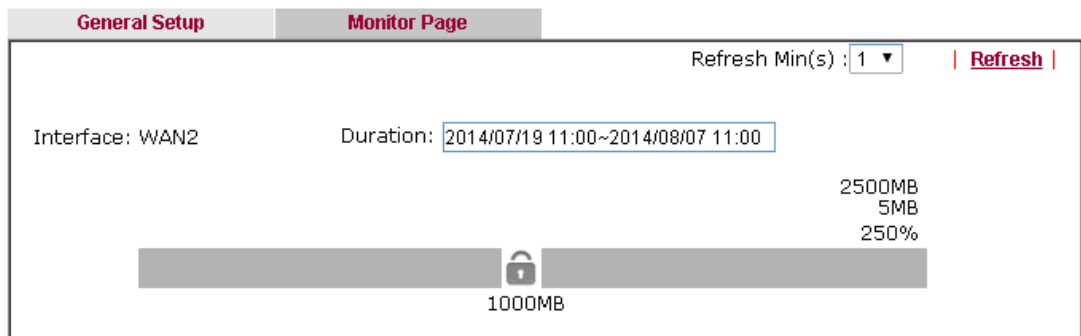 General Setup Monitor Page
Refresh Min(s) : 1 | Refresh |
Interface: WAN2 Duration: 2014/07/19 11:00~2014/08/07 11:00
2500MB
5MB
250%
1000MB